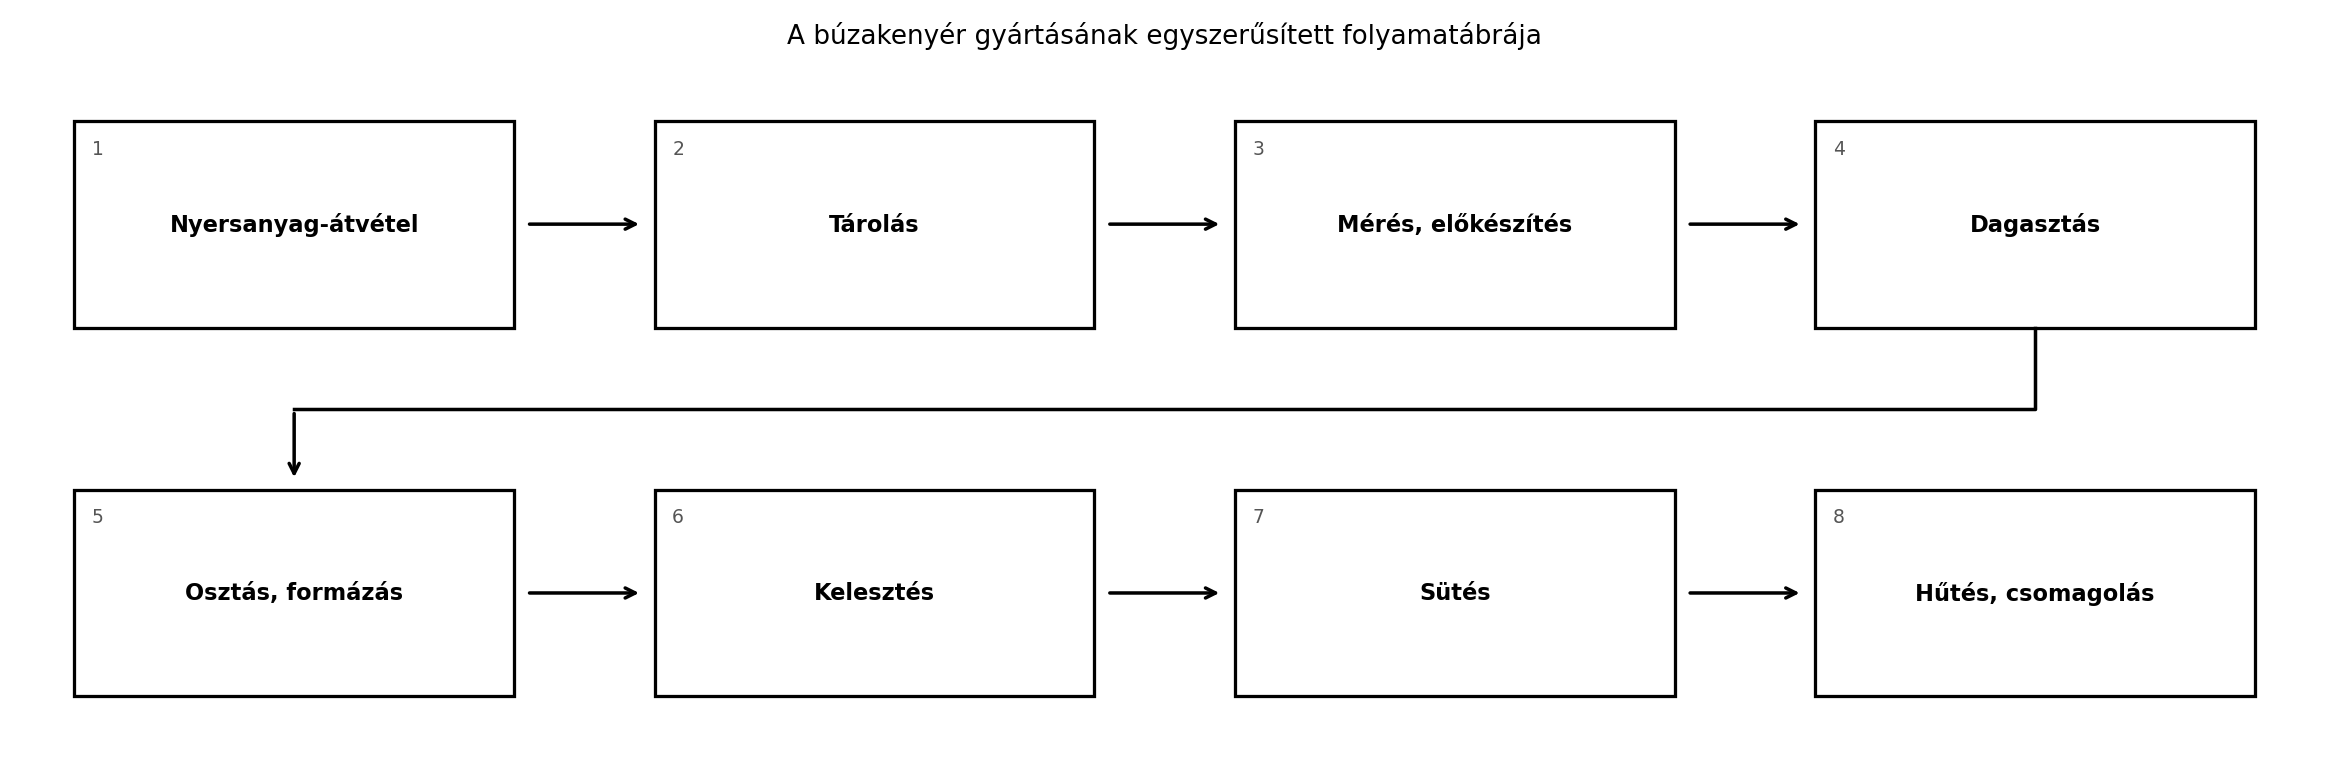 A búzakenyér gyártásának egyszerűsített folyamatábrája
1
Nyersanyag-átvétel
2
Tárolás
3
Mérés, előkészítés
4
Dagasztás
5
Osztás, formázás
6
Kelesztés
7
Sütés
8
Hűtés, csomagolás